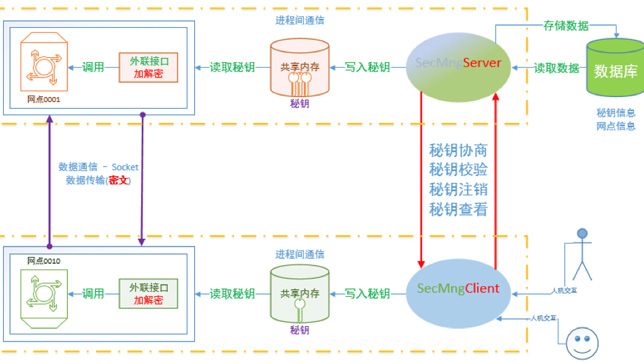 进程间通信
存储数据
外联接口
加解密
调用
网点0001
读取秘钥
共享内存
秘钥
写入秘钥
SecMngServer
读取数据
数据库
秘钥信息
网点信息
数据通信 - Socket
数据传输(密文)
秘钥协商
秘钥校验
秘钥注销
秘钥查看
进程间通信
网点0010
调用
外联接口
加解密
读取秘钥
共享内存
秘钥
写入秘钥
SecMngClient
人机交互
人机交互